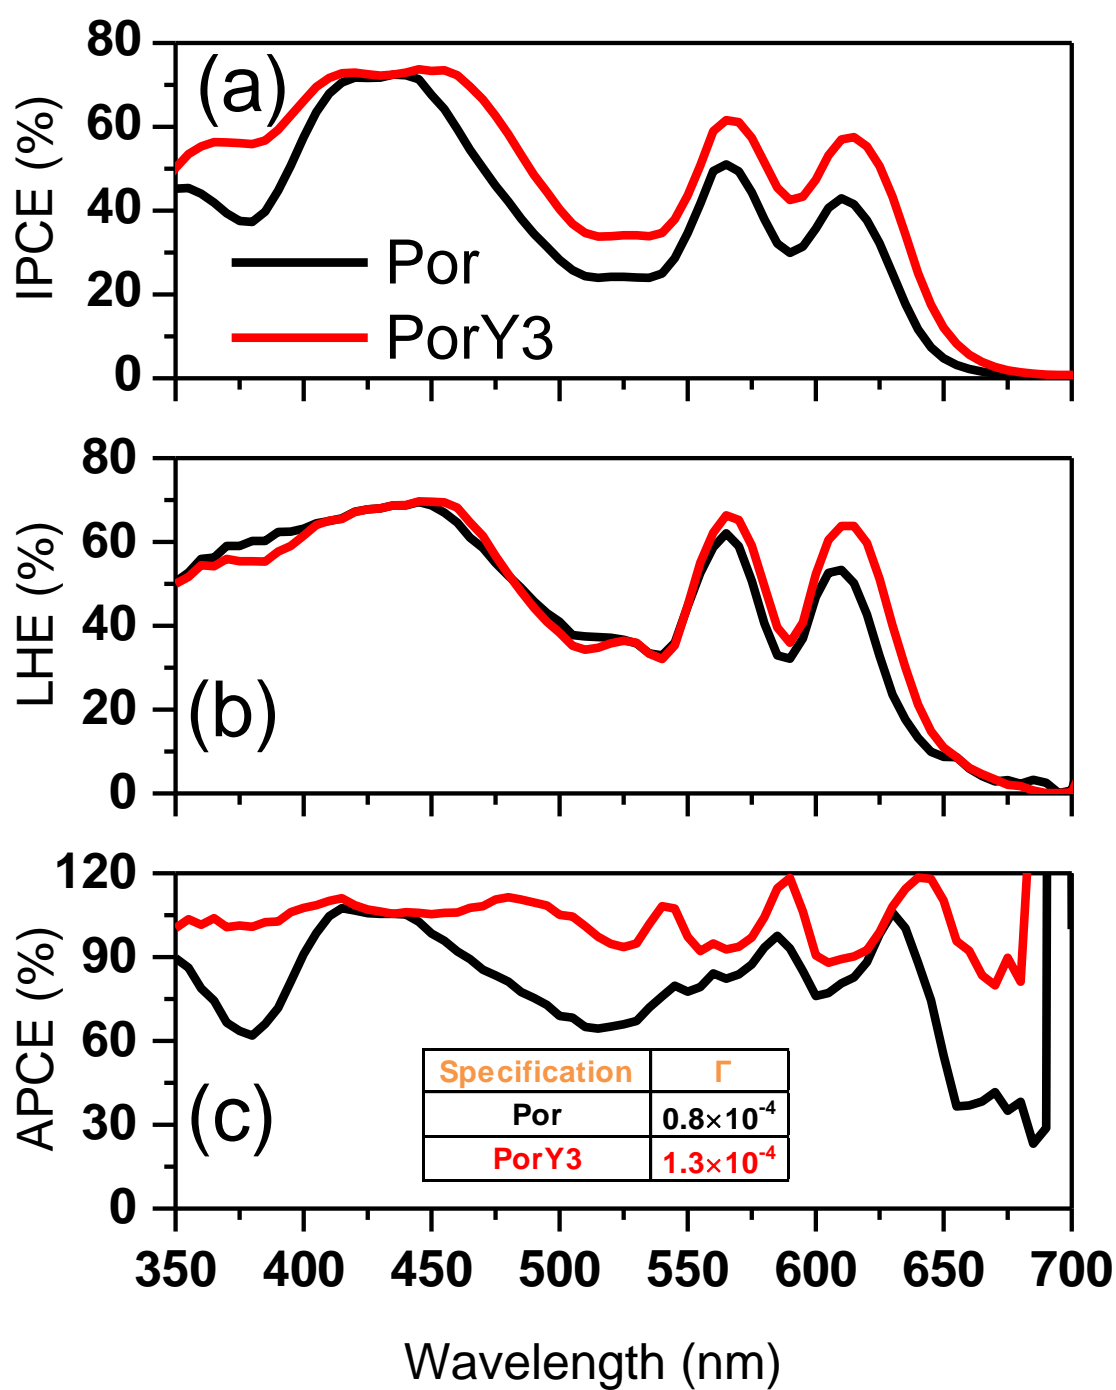 80
60
40
20
0
IPCE (%)
(a)
Por
PorY3
80
60
40
20
0
LHE (%)
(b)
120
90
60
30
0
APCE (%)
(c)
Specification Γ
Por 0.8×10⁻⁴
PorY3 1.3×10⁻⁴
350 400 450 500 550 600 650 700
Wavelength (nm)